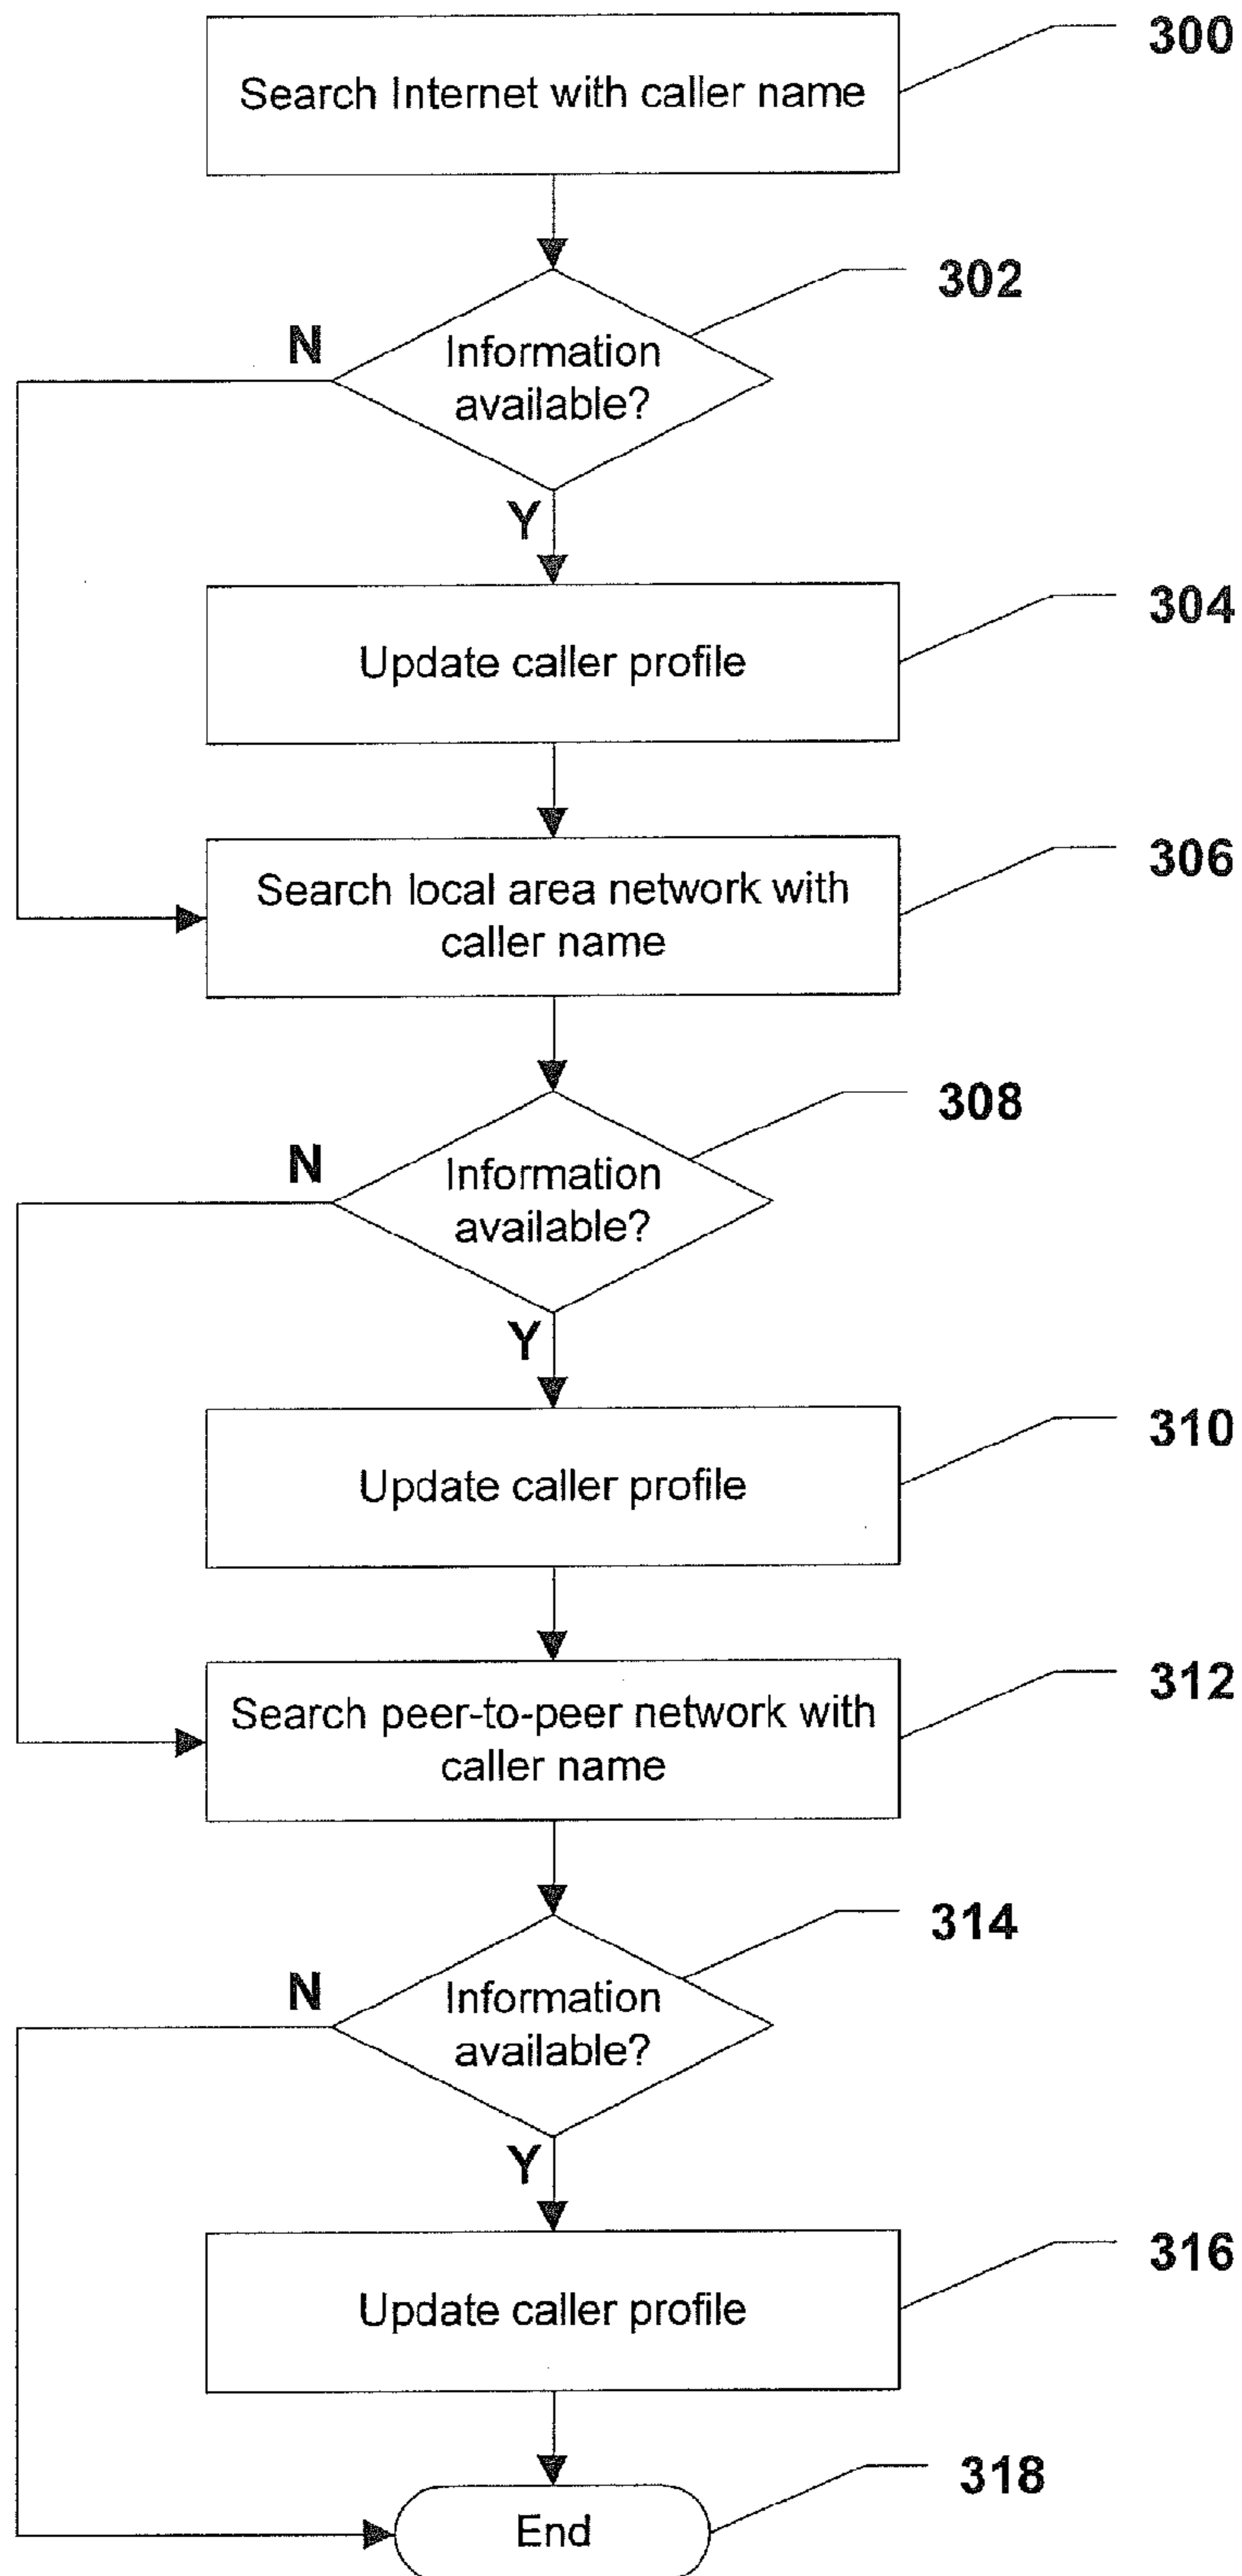 300
Search Internet with caller name
302
N
Information
available?
Y
304
Update caller profile
306
Search local area network with
caller name
308
N
Information
available?
Y
310
Update caller profile
312
Search peer-to-peer network with
caller name
314
N
Information
available?
Y
316
Update caller profile
318
End